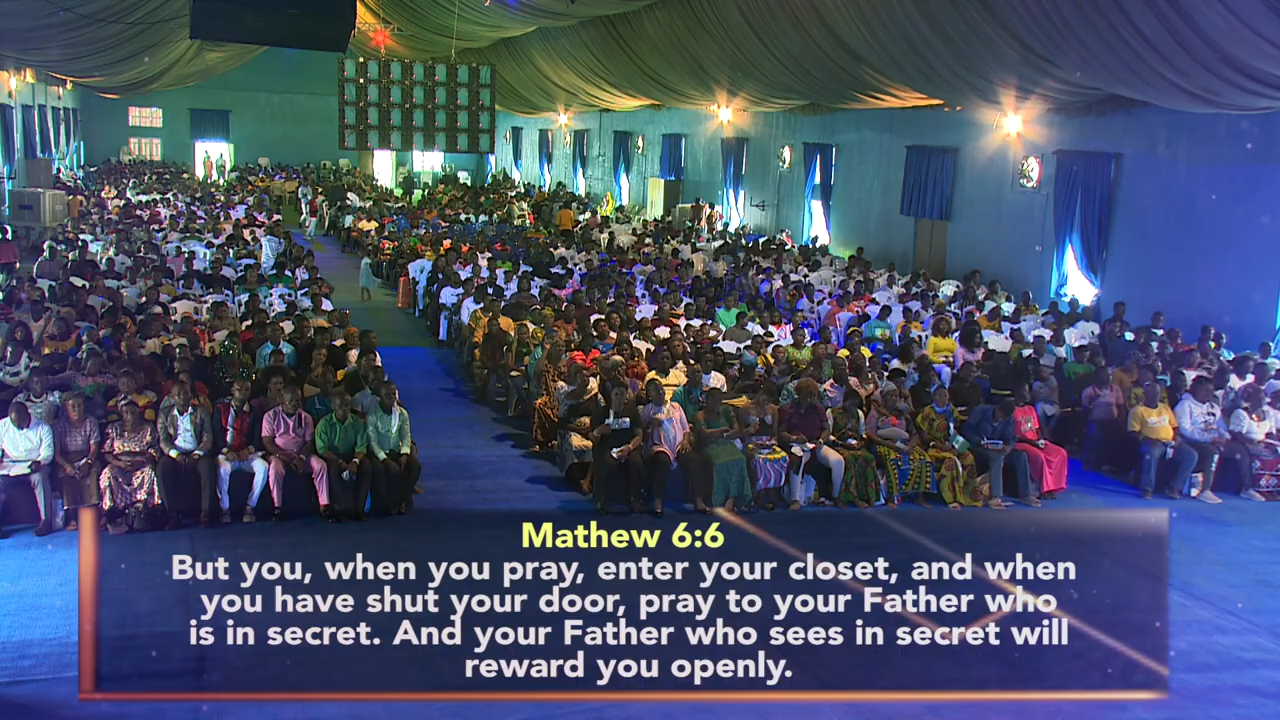 Mathew 6:6
But you, when you pray, enter your closet, and when
you have shut your door, pray to your Father who
is in secret. And your Father who sees in secret will
reward you openly.